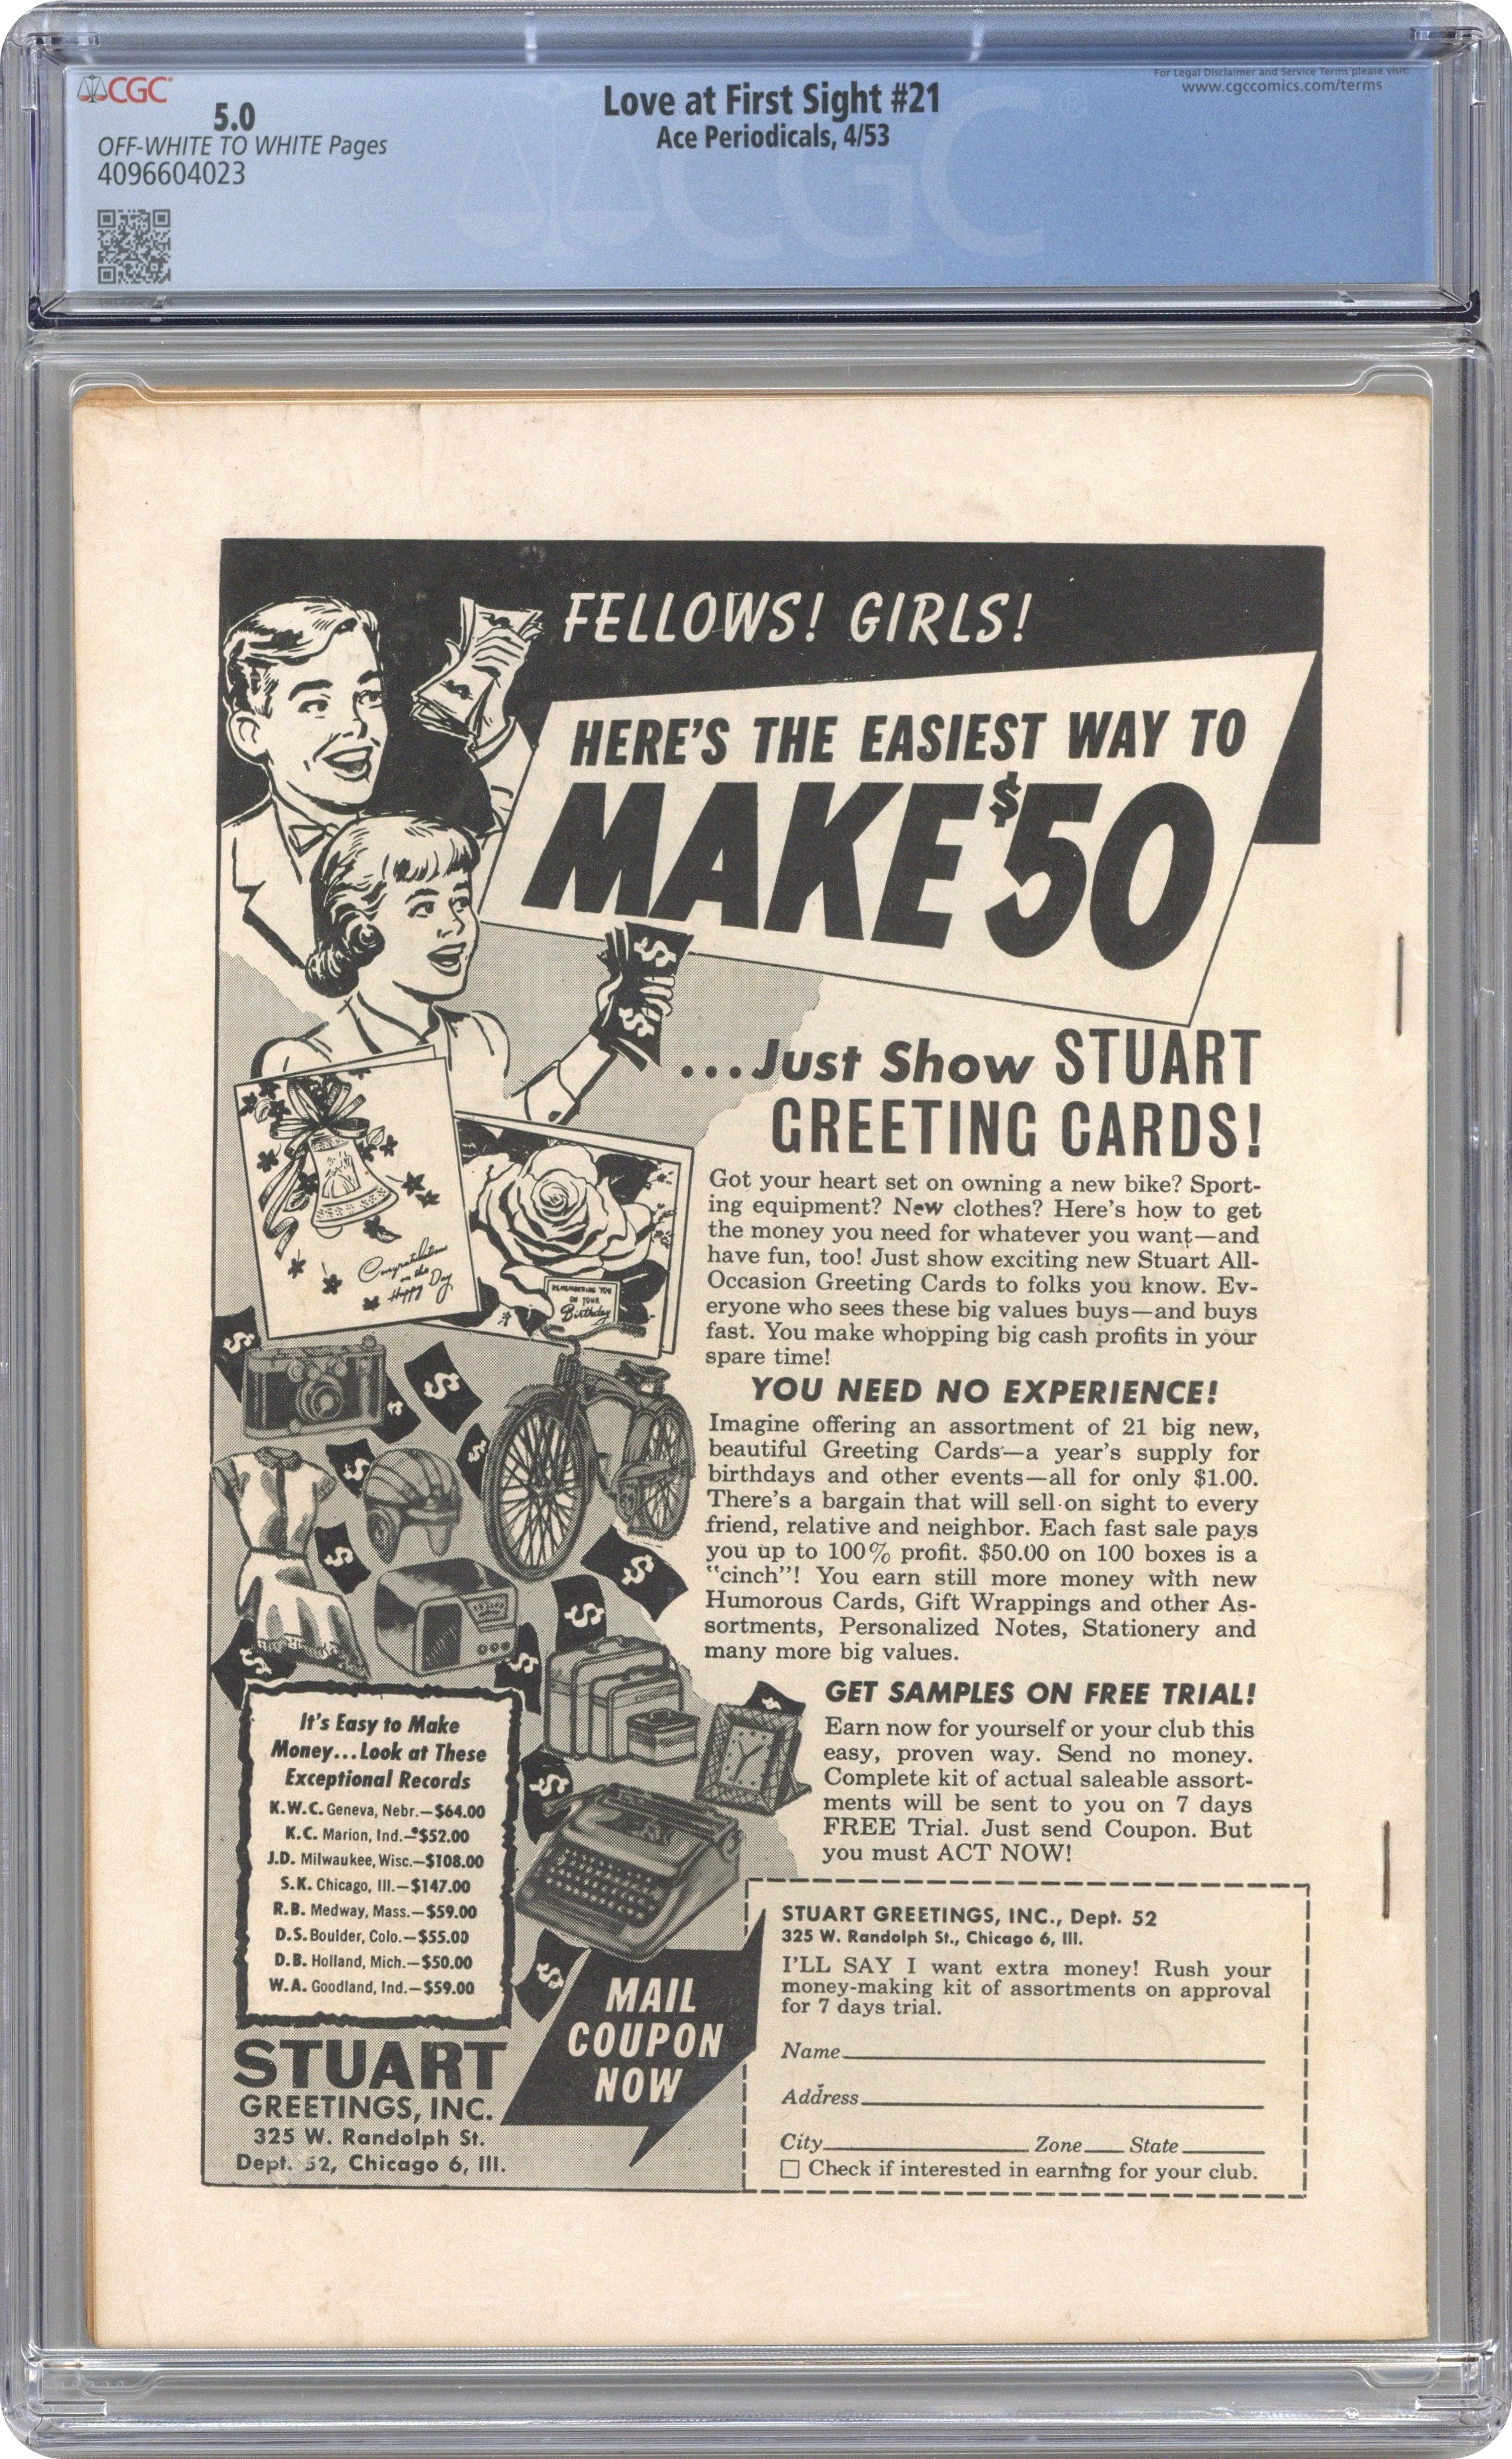 CGC
5.0
OFF-WHITE TO WHITE Pages
4096604023
Love at First Sight #21
Ace Periodicals, 4/53
For Legal Disclaimer and Service Terms please visit:
www.cgccomics.com/terms
CGC
FELLOWS! GIRLS!
HERE'S THE EASIEST WAY TO
MAKE $50
...Just Show STUART
GREETING CARDS!
Got your heart set on owning a new bike? Sport-
ing equipment? New clothes? Here's how to get
the money you need for whatever you want—and
have fun, too! Just show exciting new Stuart All-
Occasion Greeting Cards to folks you know. Ev-
eryone who sees these big values buys—and buys
fast. You make whopping big cash profits in your
spare time!
Congratulations
on this
Happy Day
REMEMBERING YOU
ON YOUR
Birthday
YOU NEED NO EXPERIENCE!
Imagine offering an assortment of 21 big new,
beautiful Greeting Cards—a year's supply for
birthdays and other events—all for only $1.00.
There's a bargain that will sell on sight to every
friend, relative and neighbor. Each fast sale pays
you up to 100% profit. $50.00 on 100 boxes is a
"cinch"! You earn still more money with new
Humorous Cards, Gift Wrappings and other As-
sortments, Personalized Notes, Stationery and
many more big values.
GET SAMPLES ON FREE TRIAL!
Earn now for yourself or your club this
easy, proven way. Send no money.
Complete kit of actual saleable assort-
ments will be sent to you on 7 days
FREE Trial. Just send Coupon. But
you must ACT NOW!
It's Easy to Make
Money...Look at These
Exceptional Records
K.W.C. Geneva, Nebr.—$64.00
K.C. Marion, Ind.—$52.00
J.D. Milwaukee, Wisc.—$108.00
S.K. Chicago, Ill.—$147.00
R.B. Medway, Mass.—$59.00
D.S. Boulder, Colo.—$55.00
D.B. Holland, Mich.—$50.00
W.A. Goodland, Ind.—$59.00
STUART
GREETINGS, INC.
325 W. Randolph St.
Dept. 52, Chicago 6, Ill.
MAIL
COUPON
NOW
STUART GREETINGS, INC., Dept. 52
325 W. Randolph St., Chicago 6, Ill.
I'LL SAY I want extra money! Rush your
money-making kit of assortments on approval
for 7 days trial.
Name
Address
City Zone State
Check if interested in earning for your club.